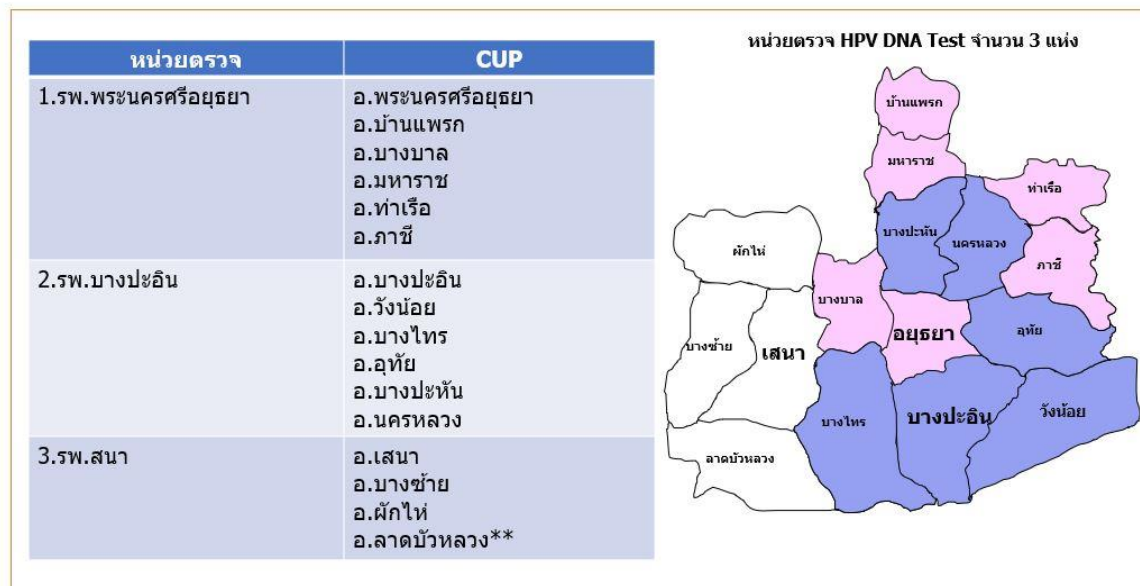 หน่วยตรวจ HPV DNA Test จำนวน 3 แห่ง
หน่วยตรวจ CUP
1.รพ.พระนครศรีอยุธยา อ.พระนครศรีอยุธยา
อ.บ้านแพรก
อ.บางบาล
อ.มหาราช
อ.ท่าเรือ
อ.ภาชี
2.รพ.บางปะอิน อ.บางปะอิน
อ.วังน้อย
อ.บางไทร
อ.อุทัย
อ.บางปะหัน
อ.นครหลวง
3.รพ.สนา อ.เสนา
อ.บางซ้าย
อ.ผักไห่
อ.ลาดบัวหลวง**
บ้านแพรก
มหาราช
ท่าเรือ
บางปะหัน
นครหลวง
ผักไห่
ภาชี
บางบาล
อยุธยา
อุทัย
บางซ้าย
เสนา
บางไทร
บางปะอิน
วังน้อย
ลาดบัวหลวง